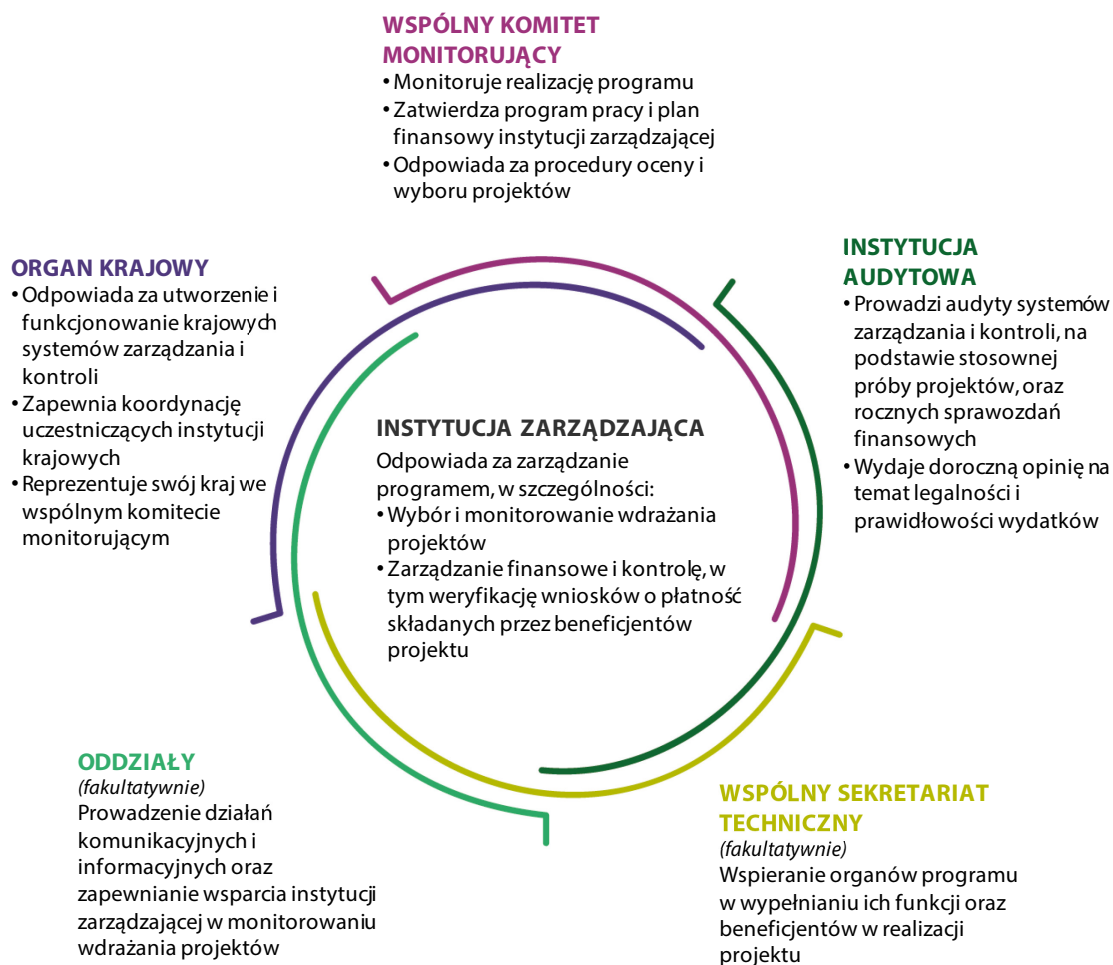 WSPÓLNY KOMITET
MONITORUJĄCY
• Monitoruje realizację programu
• Zatwierdza program pracy i plan
finansowy instytucji zarządzającej
• Odpowiada za procedury oceny i
wyboru projektów
ORGAN KRAJOWY
• Odpowiada za utworzenie i
funkcjonowanie krajowych
systemów zarządzania i
kontroli
• Zapewnia koordynację
uczestniczących instytucji
krajowych
• Reprezentuje swój kraj we
wspólnym komitecie
monitorującym
INSTYTUCJA
AUDYTOWA
• Prowadzi audyty systemów
zarządzania i kontroli, na
podstawie stosownej
próby projektów, oraz
rocznych sprawozdań
finansowych
• Wydaje doroczną opinię na
temat legalności i
prawidłowości wydatków
INSTYTUCJA ZARZĄDZAJĄCA
Odpowiada za zarządzanie
programem, w szczególności:
• Wybór i monitorowanie wdrażania
projektów
• Zarządzanie finansowe i kontrolę, w
tym weryfikację wniosków o płatność
składanych przez beneficjentów
projektu
ODDZIAŁY
(fakultatywnie)
Prowadzenie działań
komunikacyjnych i
informacyjnych oraz
zapewnianie wsparcia instytucji
zarządzającej w monitorowaniu
wdrażania projektów
WSPÓLNY SEKRETARIAT
TECHNICZNY
(fakultatywnie)
Wspieranie organów programu
w wypełnianiu ich funkcji oraz
beneficjentów w realizacji
projektu